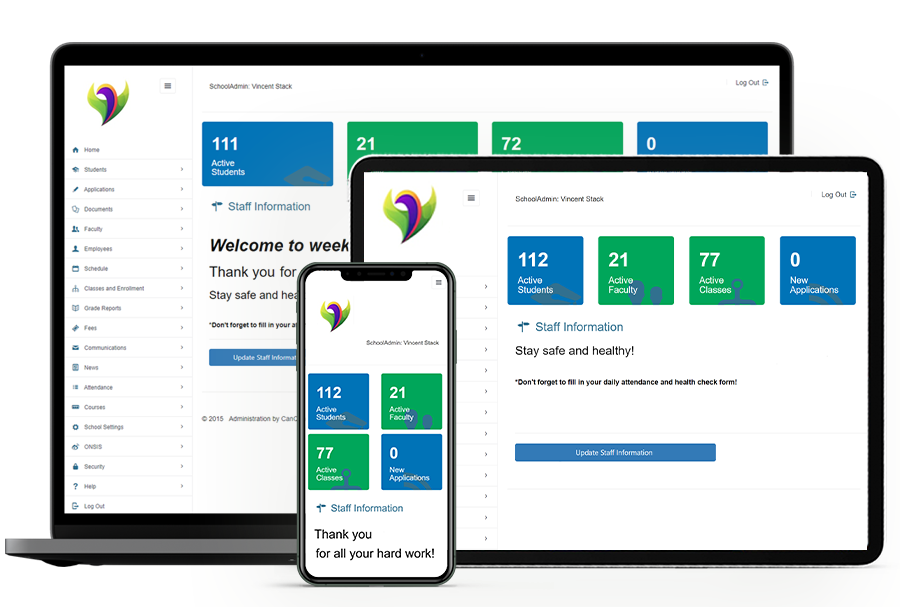 SchoolAdmin: Vincent Stack
Log Out
Home
Students
Applications
Documents
Faculty
Employees
Schedule
Classes and Enrollment
Grade Reports
Fees
Communications
News
Attendance
Courses
School Settings
ONSIS
Security
Help
Log Out
111
Active
Students
21
72
0
Staff Information
Welcome to week
Thank you for
Stay safe and
*Don't forget to fill in your
Update Staff
© 2015 Administration by
SchoolAdmin: Vincent Stack
Log Out
112
Active
Students
21
Active
Faculty
77
Active
Classes
0
New
Applications
Staff Information
Stay safe and healthy!
*Don't forget to fill in your daily attendance and health check form!
Update Staff Information
SchoolAdmin: Vincent Stack
112
Active
Students
21
Active
Faculty
77
Active
Classes
0
New
Applications
Staff Information
Thank you
for all your hard work!